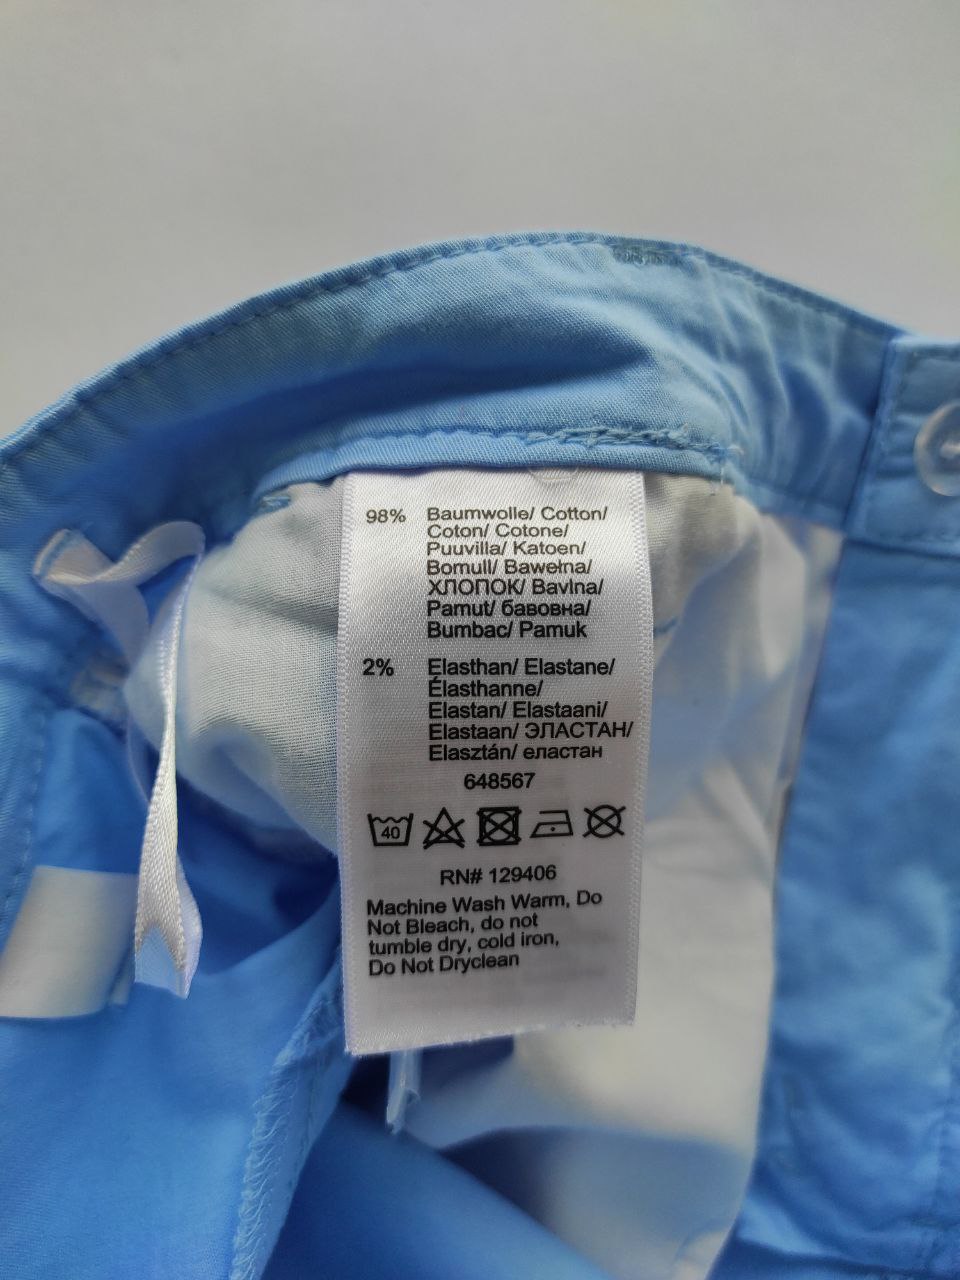 98% Baumwolle/ Cotton/
Coton/ Cotone/
Puuvilla/ Katoen/
Bomull/ Bawełna/
ХЛОПОК/ Bavlna/
Pamut/ бавовна/
Bumbac/ Pamuk
2% Elasthan/ Elastane/
Élasthanne/
Elastan/ Elastaani/
Elastaan/ ЭЛАСТАН/
Elasztán/ еластан
648567
40
RN# 129406
Machine Wash Warm, Do
Not Bleach, do not
tumble dry, cold iron,
Do Not Dryclean